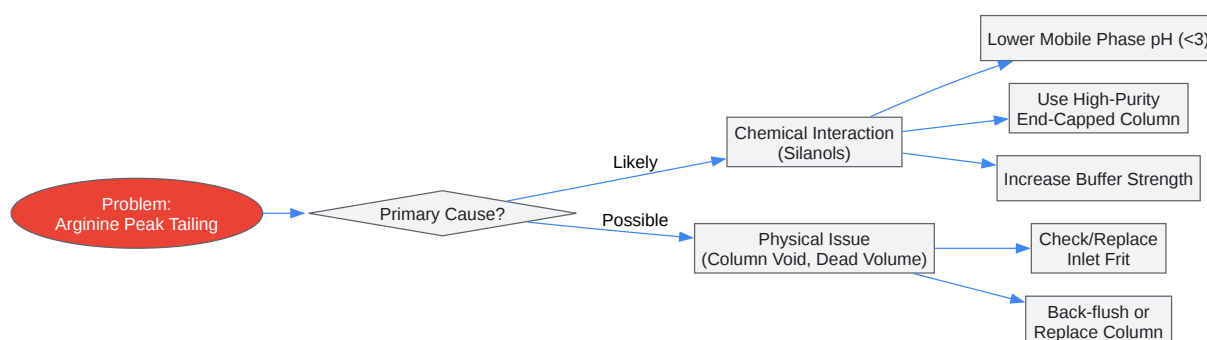 Problem:
Arginine Peak Tailing
Primary Cause?
Likely
Possible
Chemical Interaction
(Silanols)
Physical Issue
(Column Void, Dead Volume)
Lower Mobile Phase pH (<3)
Use High-Purity
End-Capped Column
Increase Buffer Strength
Check/Replace
Inlet Frit
Back-flush or
Replace Column